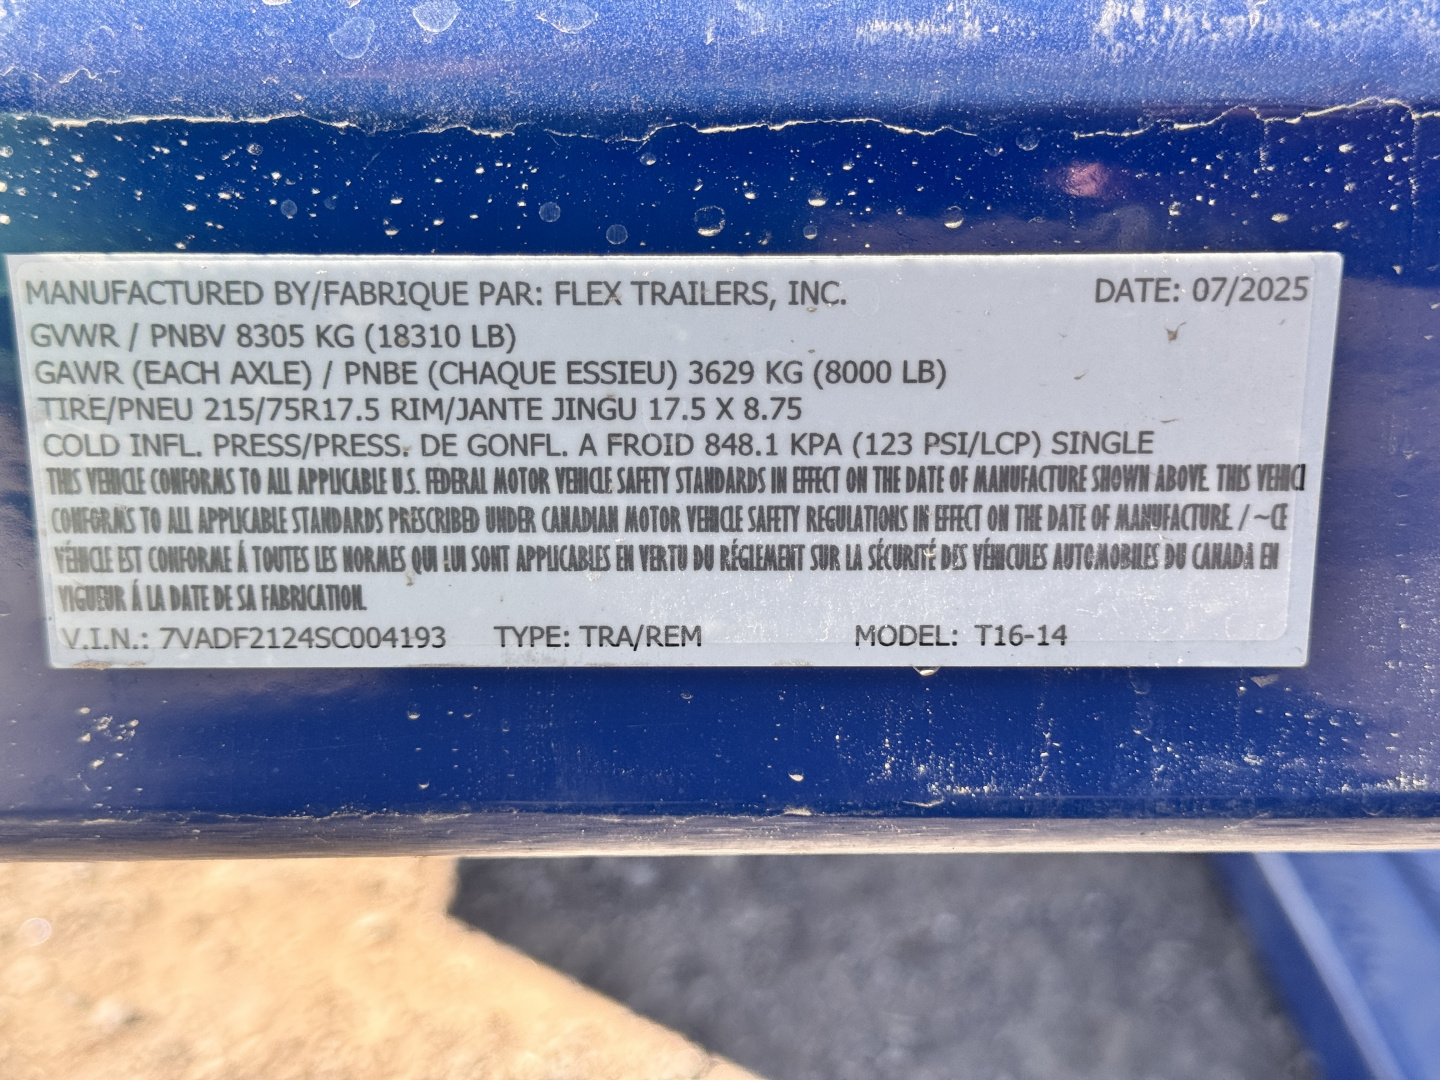 MANUFACTURED BY/FABRIQUE PAR: FLEX TRAILERS, INC. DATE: 07/2025
GVWR / PNBV 8305 KG (18310 LB)
GAWR (EACH AXLE) / PNBE (CHAQUE ESSIEU) 3629 KG (8000 LB)
TIRE/PNEU 215/75R17.5 RIM/JANTE JINGU 17.5 X 8.75
COLD INFL. PRESS/PRESS. DE GONFL. A FROID 848.1 KPA (123 PSI/LCP) SINGLE
THIS VEHICLE CONFORMS TO ALL APPLICABLE U.S. FEDERAL MOTOR VEHICLE SAFETY STANDARDS IN EFFECT ON THE DATE OF MANUFACTURE SHOWN ABOVE. THIS VEHICL
CONFORMS TO ALL APPLICABLE STANDARDS PRESCRIBED UNDER CANADIAN MOTOR VEHICLE SAFETY REGULATIONS IN EFFECT ON THE DATE OF MANUFACTURE. / ~CE
VÉHICLE EST CONFORME Á TOUTES LES NORMES QUI LUI SONT APPLICABLES EN VERTU DU RÉGLEMENT SUR LA SÉCURITÉ DES VÉHICULES AUTOMOBILES DU CANADA EN
VIGUEUR Á LA DATE DE SA FABRICATION.
V.I.N.: 7VADF2124SC004193 TYPE: TRA/REM MODEL: T16-14